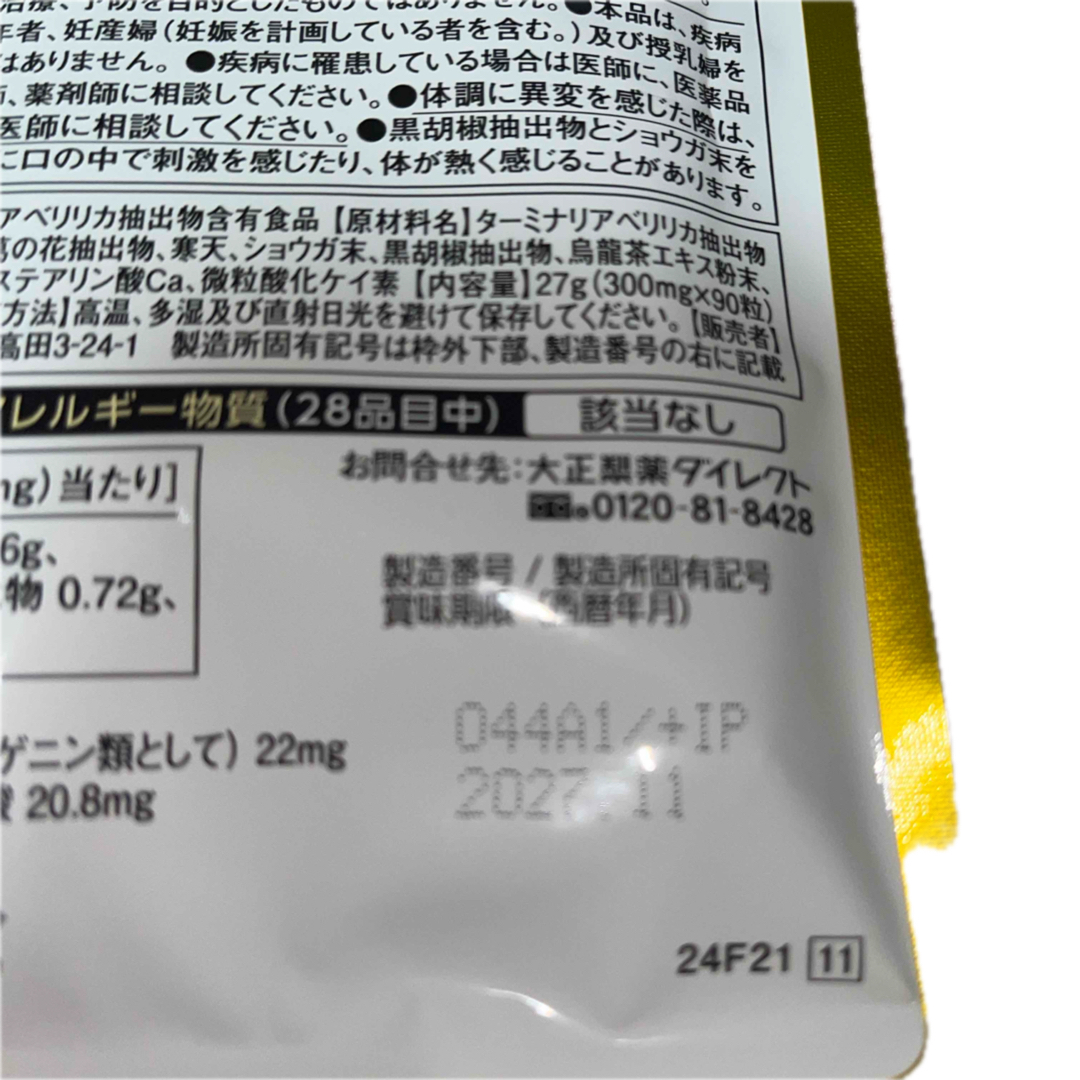 治療、予防を目的としたものではありません。●本品は、疾病
年者、妊産婦(妊娠を計画している者を含む。)及び授乳婦を
はありません。●疾病に罹患している場合は医師に、医薬品
師、薬剤師に相談してください。●体調に異変を感じた際は、
医師に相談してください。●黒胡椒抽出物とショウガ末を
に口の中で刺激を感じたり、体が熱く感じることがあります。
アベリリカ抽出物含有食品【原材料名】ターミナリアベリリカ抽出物
葛の花抽出物、寒天、ショウガ末、黒胡椒抽出物、烏龍茶エキス粉末、
ステアリン酸Ca、微粒酸化ケイ素【内容量】27g(300mg×90粒)
方法】高温、多湿及び直射日光を避けて保存してください。【販売者】
高田3-24-1 製造所固有記号は枠外下部、製造番号の右に記載
アレルギー物質(28品目中) 該当なし
お問合せ先:大正製薬ダイレクト
0120-81-8428
mg)当たり]
6g、
物 0.72g、
製造番号/製造所固有記号
賞味期限 (西暦年月)
044A1/+IP
2027.11
ゲニン類として) 22mg
酸 20.8mg
24F21 11